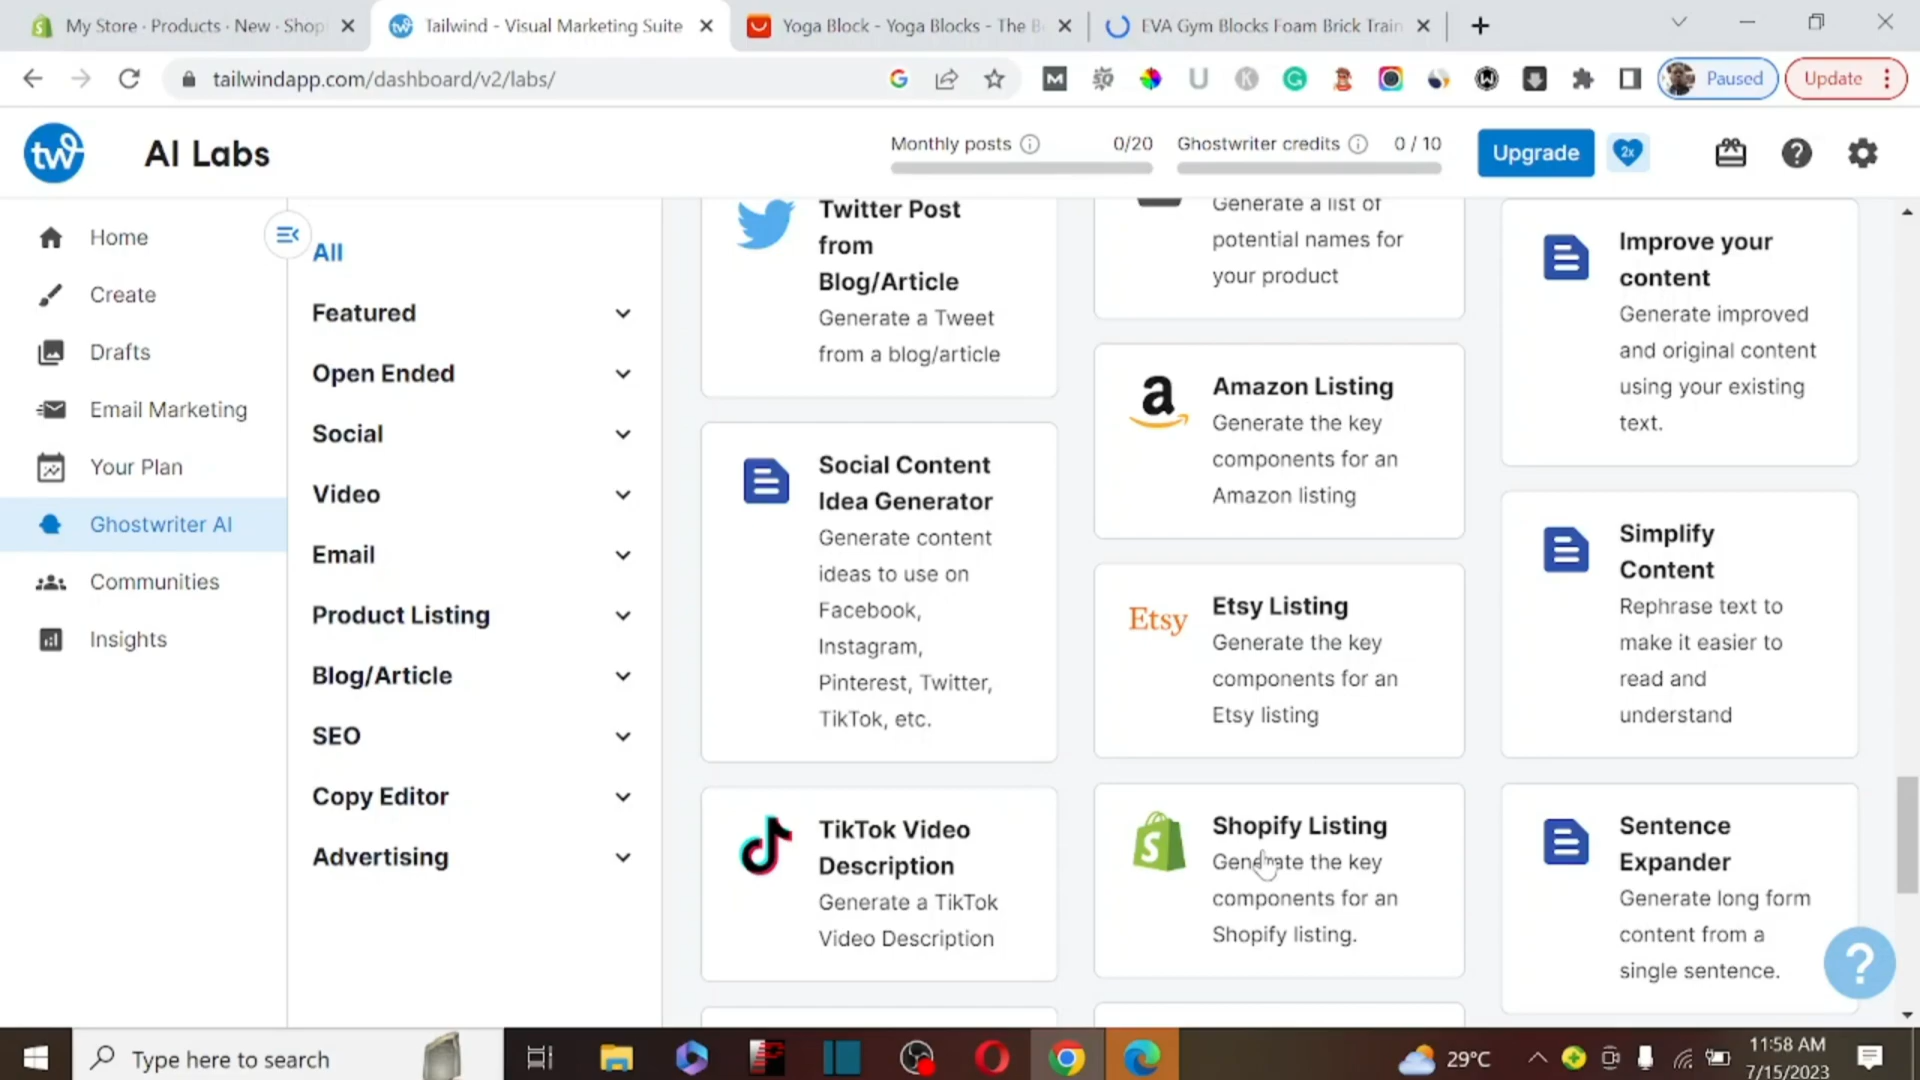 My Store · Products · New · Shop
Tailwind - Visual Marketing Suite
Yoga Block - Yoga Blocks - The B
EVA Gym Blocks Foam Brick Train
tailwindapp.com/dashboard/v2/labs/
Paused
Update
tw
AI Labs
Monthly posts
0/20
Ghostwriter credits
0 / 10
Upgrade
2x
Home
Create
Drafts
Email Marketing
Your Plan
Ghostwriter AI
Communities
Insights
All
Featured
Open Ended
Social
Video
Email
Product Listing
Blog/Article
SEO
Copy Editor
Advertising
Twitter Post
from
Blog/Article
Generate a Tweet
from a blog/article
Social Content
Idea Generator
Generate content
ideas to use on
Facebook,
Instagram,
Pinterest, Twitter,
TikTok, etc.
TikTok Video
Description
Generate a TikTok
Video Description
Generate a list of
potential names for
your product
Amazon Listing
Generate the key
components for an
Amazon listing
Etsy
Etsy Listing
Generate the key
components for an
Etsy listing
Shopify Listing
Generate the key
components for an
Shopify listing.
Improve your
content
Generate improved
and original content
using your existing
text.
Simplify
Content
Rephrase text to
make it easier to
read and
understand
Sentence
Expander
Generate long form
content from a
single sentence.
Type here to search
29°C
11:58 AM
7/15/2023